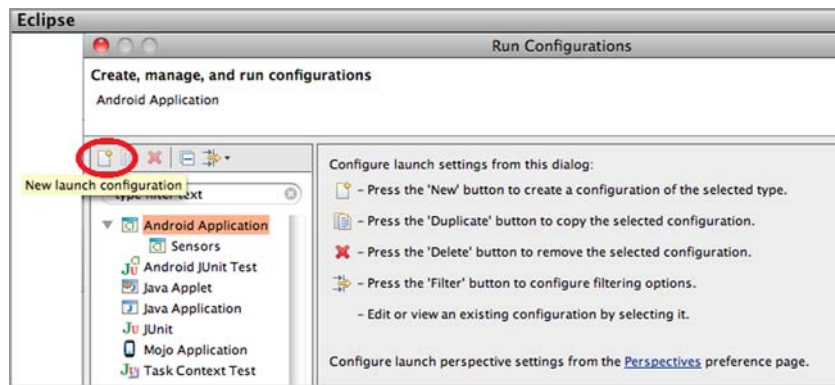 Eclipse
Run Configurations
Create, manage, and run configurations
Android Application
New launch configuration
type filter text
Android Application
Sensors
Android JUnit Test
Java Applet
Java Application
JUnit
Mojo Application
Task Context Test
Configure launch settings from this dialog:
– Press the 'New' button to create a configuration of the selected type.
– Press the 'Duplicate' button to copy the selected configuration.
– Press the 'Delete' button to remove the selected configuration.
– Press the 'Filter' button to configure filtering options.
– Edit or view an existing configuration by selecting it.
Configure launch perspective settings from the Perspectives preference page.